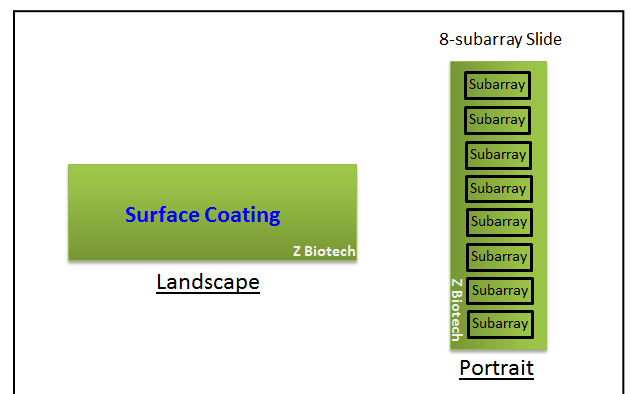 8-subarray Slide
Subarray
Subarray
Subarray
Subarray
Subarray
Subarray
Subarray
Subarray
Z Biotech
Portrait
Surface Coating
Z Biotech
Landscape